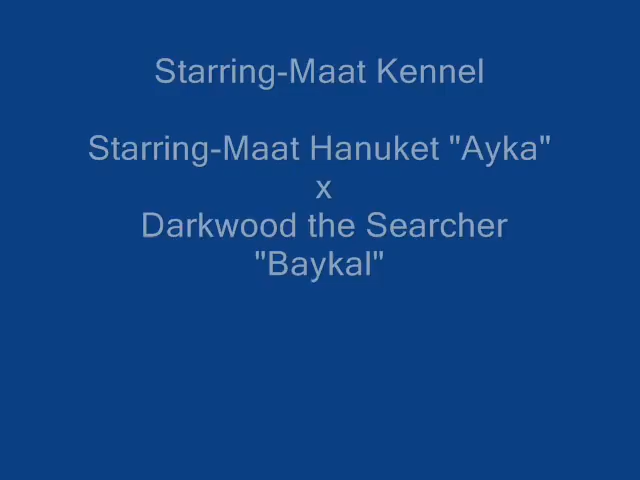 Starring-Maat Kennel
Starring-Maat Hanuket "Ayka"
x
Darkwood the Searcher
"Baykal"